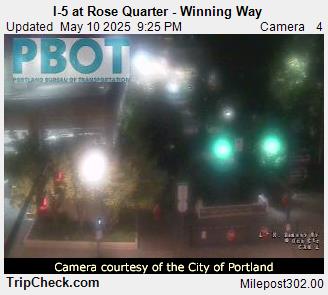 I-5 at Rose Quarter - Winning Way
Updated May 10 2025 9:25 PM Camera 4
PBOT
PORTLAND BUREAU OF TRANSPORTATION
Camera courtesy of the City of Portland
TripCheck.com Milepost302.00